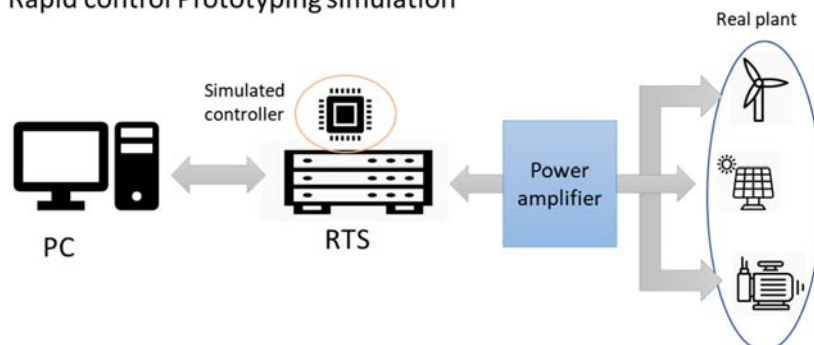 Rapid control Prototyping simulation
Real plant
Simulated
controller
Power
amplifier
PC
RTS